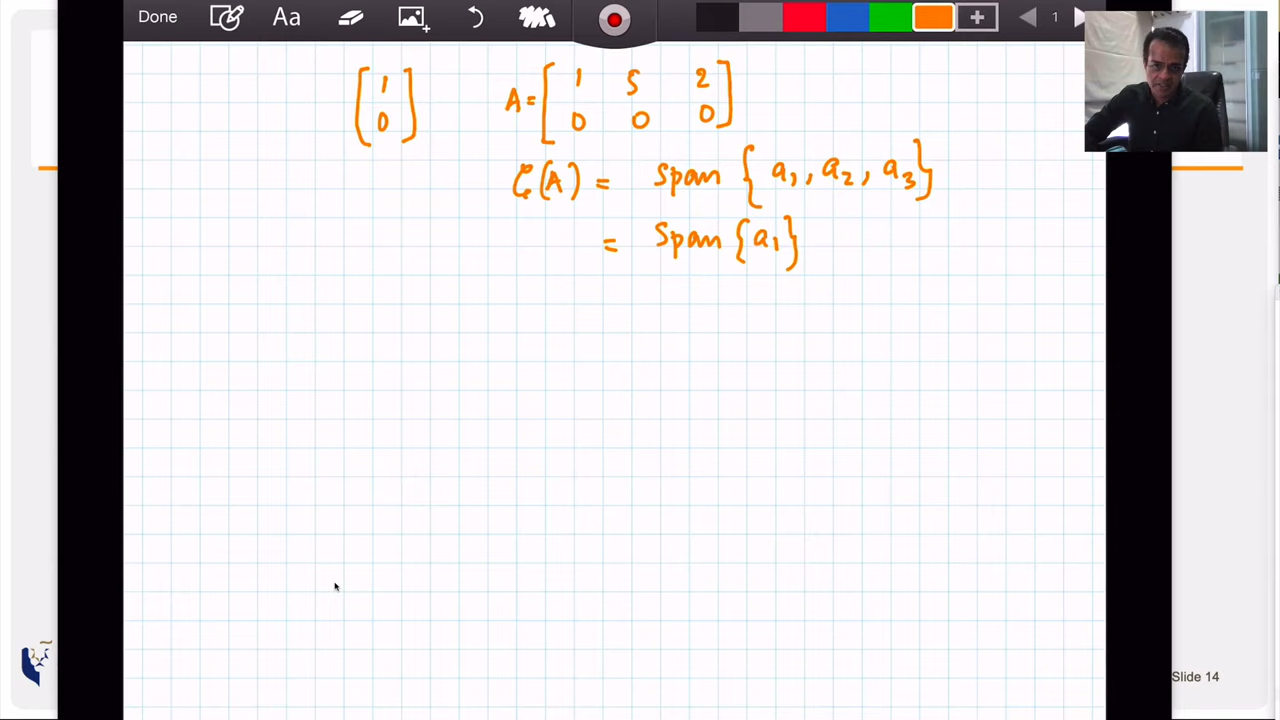 Done Aa 1
[1 0] A = [1 5 2
0 0 0]
C(A) = span {a₁, a₂, a₃}
= span {a₁}
Slide 14